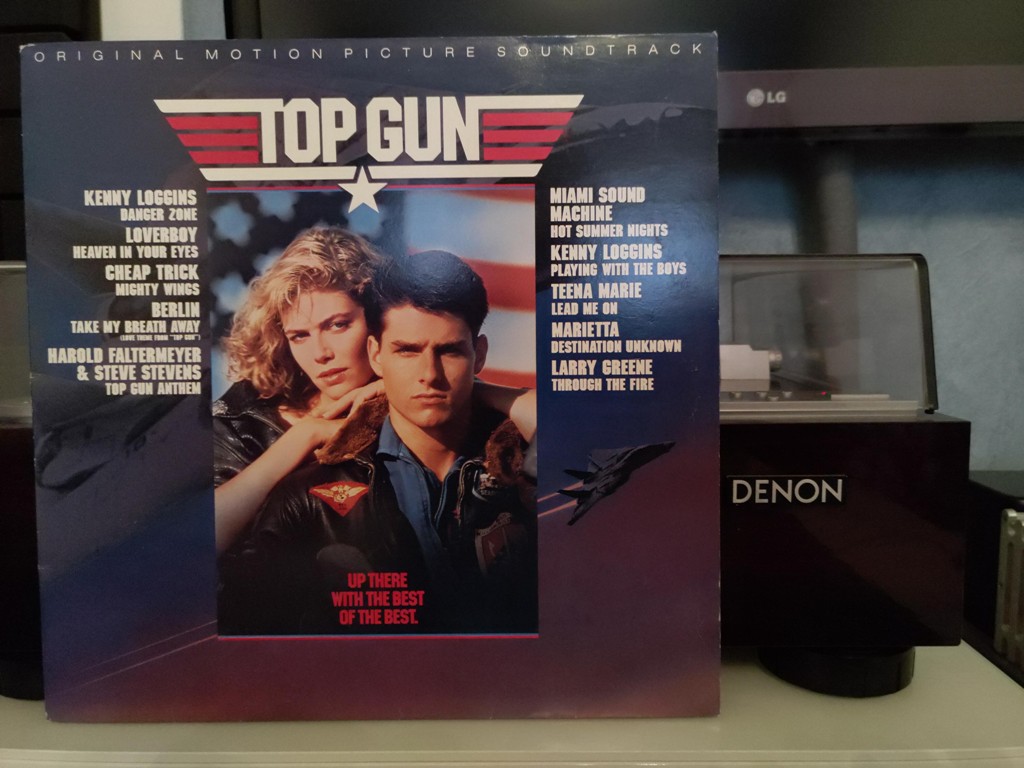 ORIGINAL MOTION PICTURE SOUNDTRACK
TOP GUN
KENNY LOGGINS
DANGER ZONE
LOVERBOY
HEAVEN IN YOUR EYES
CHEAP TRICK
MIGHTY WINGS
BERLIN
TAKE MY BREATH AWAY
(LOVE THEME FROM "TOP GUN")
HAROLD FALTERMEYER
& STEVE STEVENS
TOP GUN ANTHEM
MIAMI SOUND
MACHINE
HOT SUMMER NIGHTS
KENNY LOGGINS
PLAYING WITH THE BOYS
TEENA MARIE
LEAD ME ON
MARIETTA
DESTINATION UNKNOWN
LARRY GREENE
THROUGH THE FIRE
UP THERE
WITH THE BEST
OF THE BEST.
LG
DENON